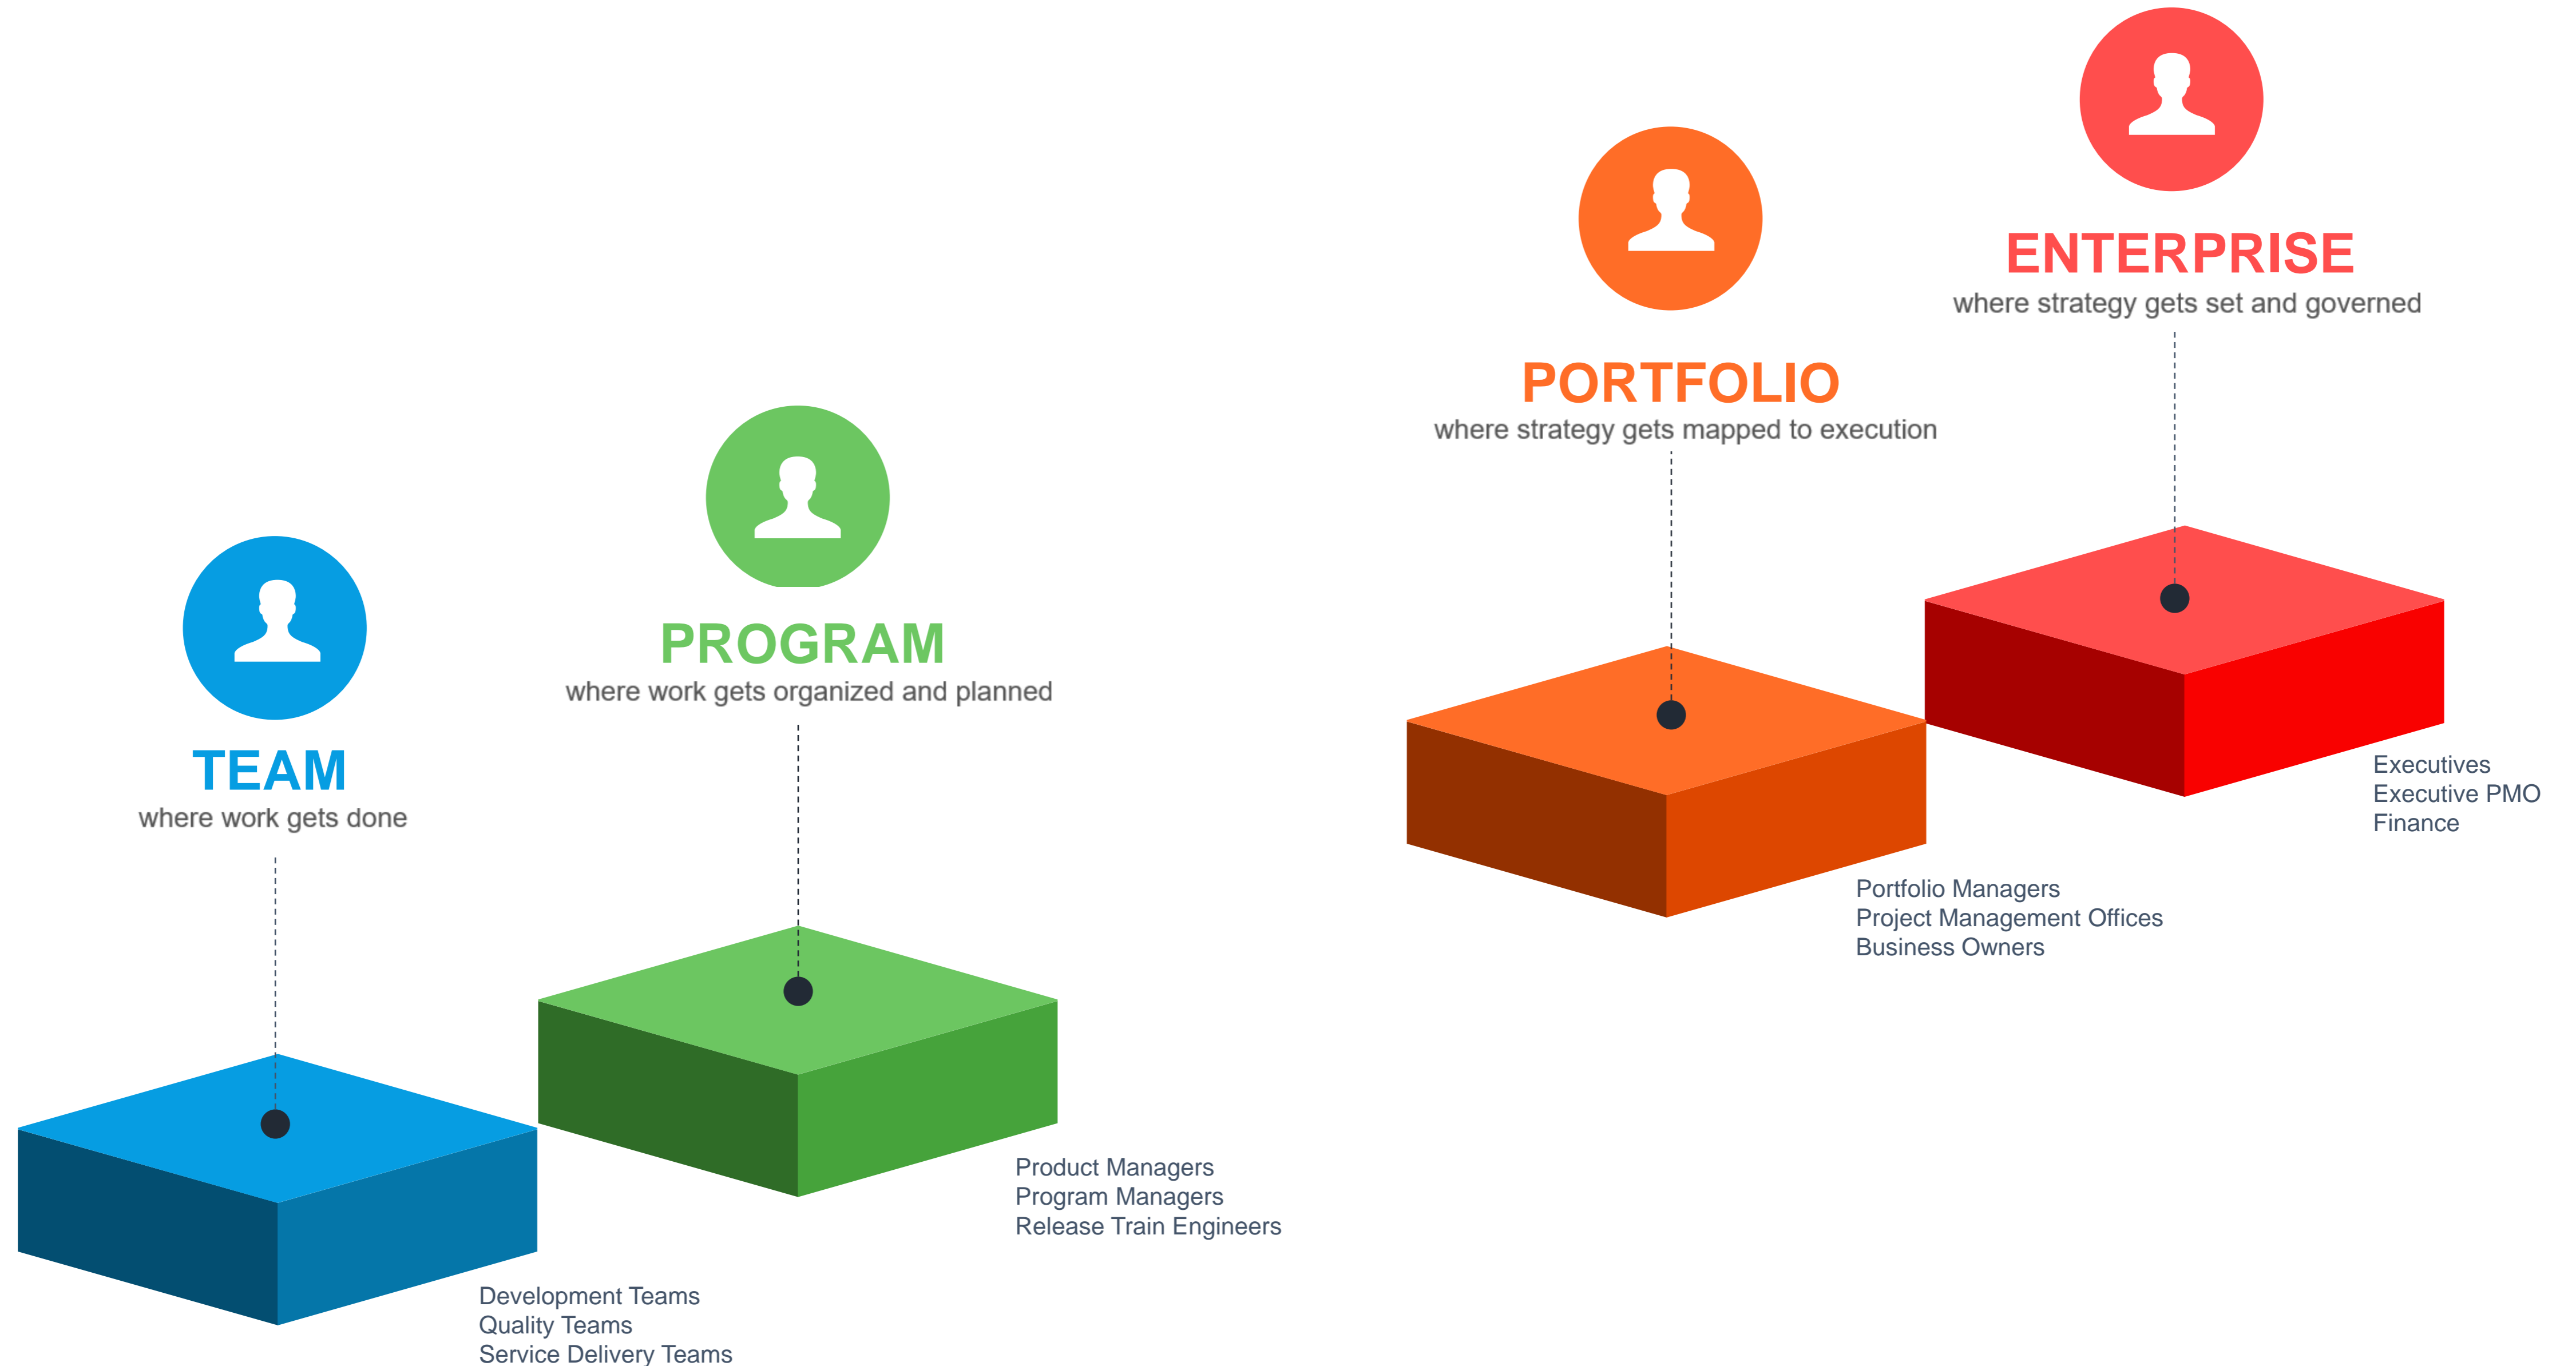 TEAM
where work gets done
Development Teams
Quality Teams
Service Delivery Teams
PROGRAM
where work gets organized and planned
Product Managers
Program Managers
Release Train Engineers
PORTFOLIO
where strategy gets mapped to execution
Portfolio Managers
Project Management Offices
Business Owners
ENTERPRISE
where strategy gets set and governed
Executives
Executive PMO
Finance